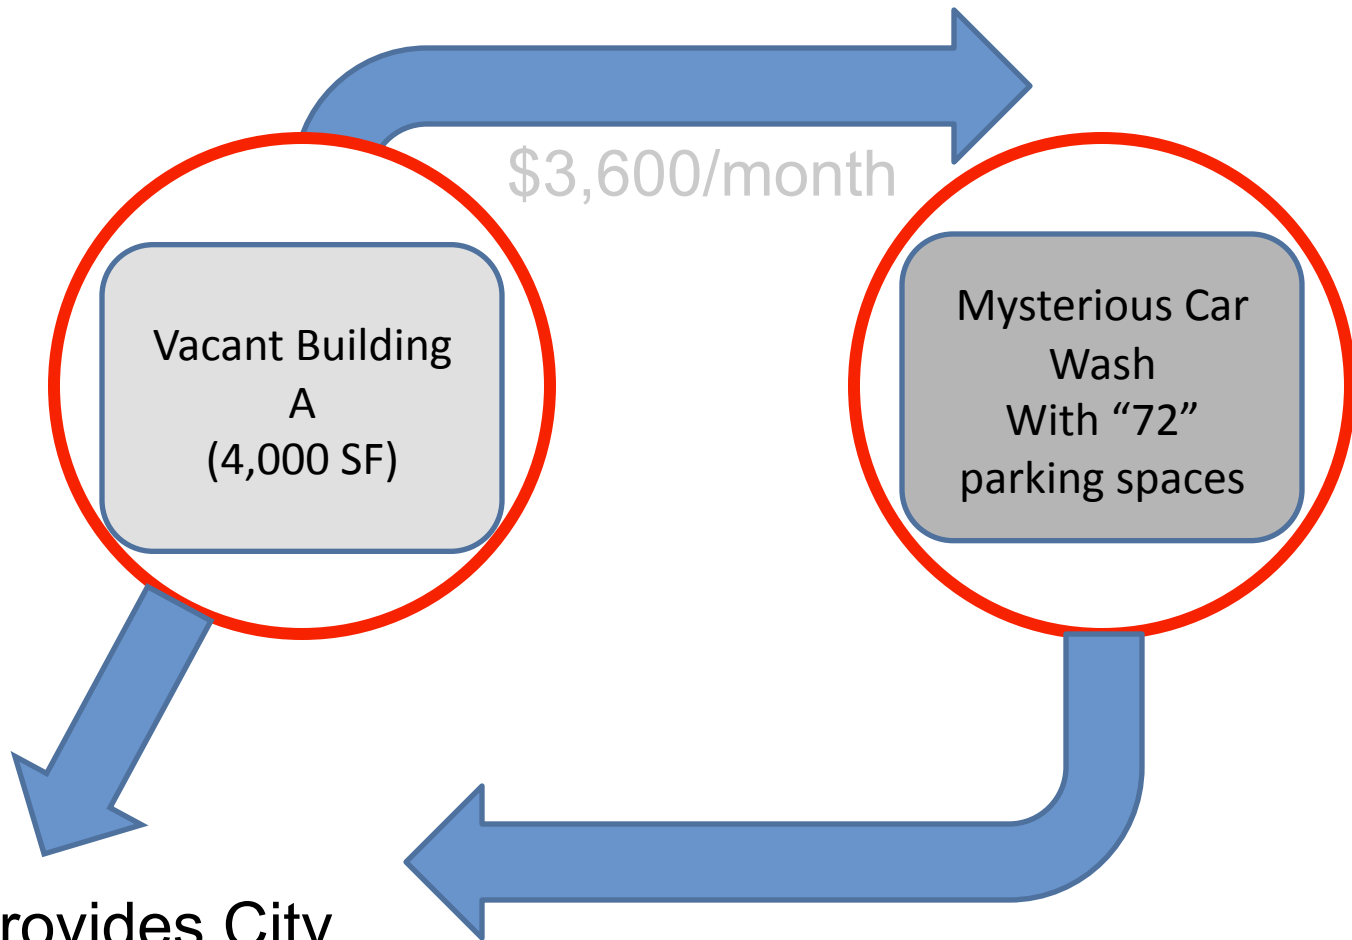 $3,600/month
Vacant Building
A
(4,000 SF)
Mysterious Car
Wash
With “72”
parking spaces
City